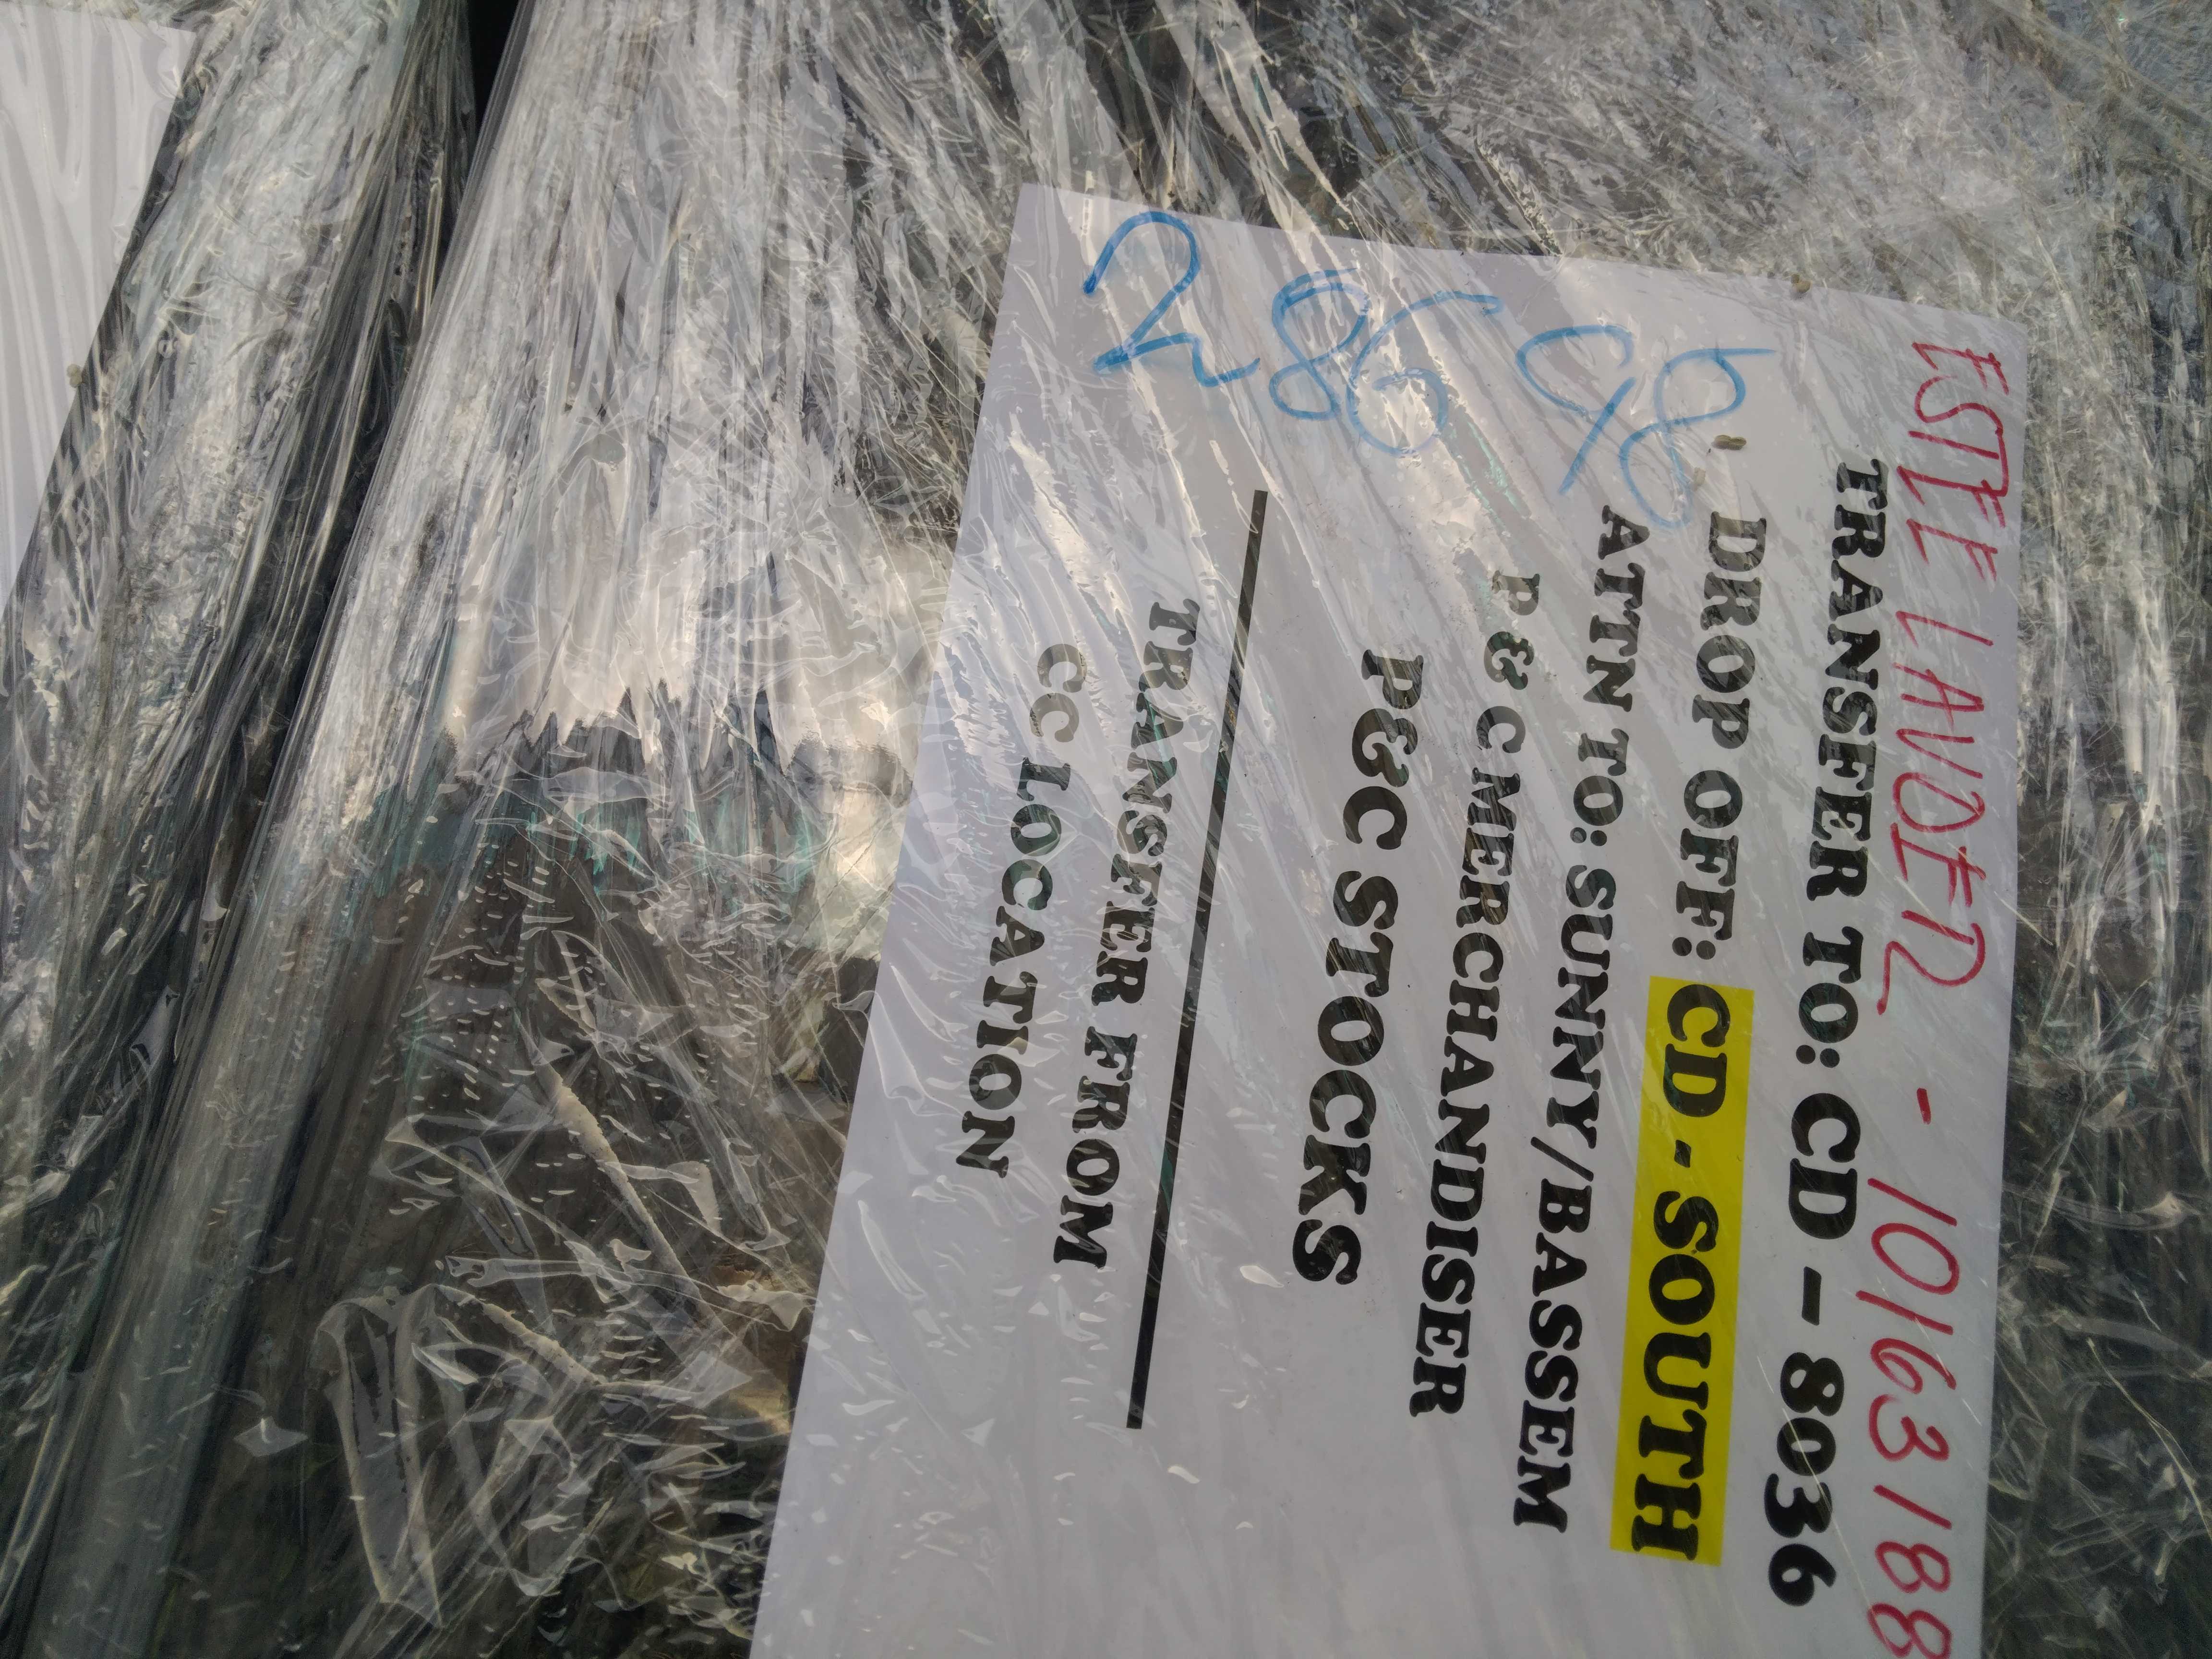 ESTEE LAUDER - 10163188
TRANSFER TO: CD - 8036
DROP OFF: CD - SOUTH
ATTN TO: SUNNY/BASSEM
P & C MERCHANDISER
P&C STOCKS
TRANSFER FROM
CC LOCATION
28698